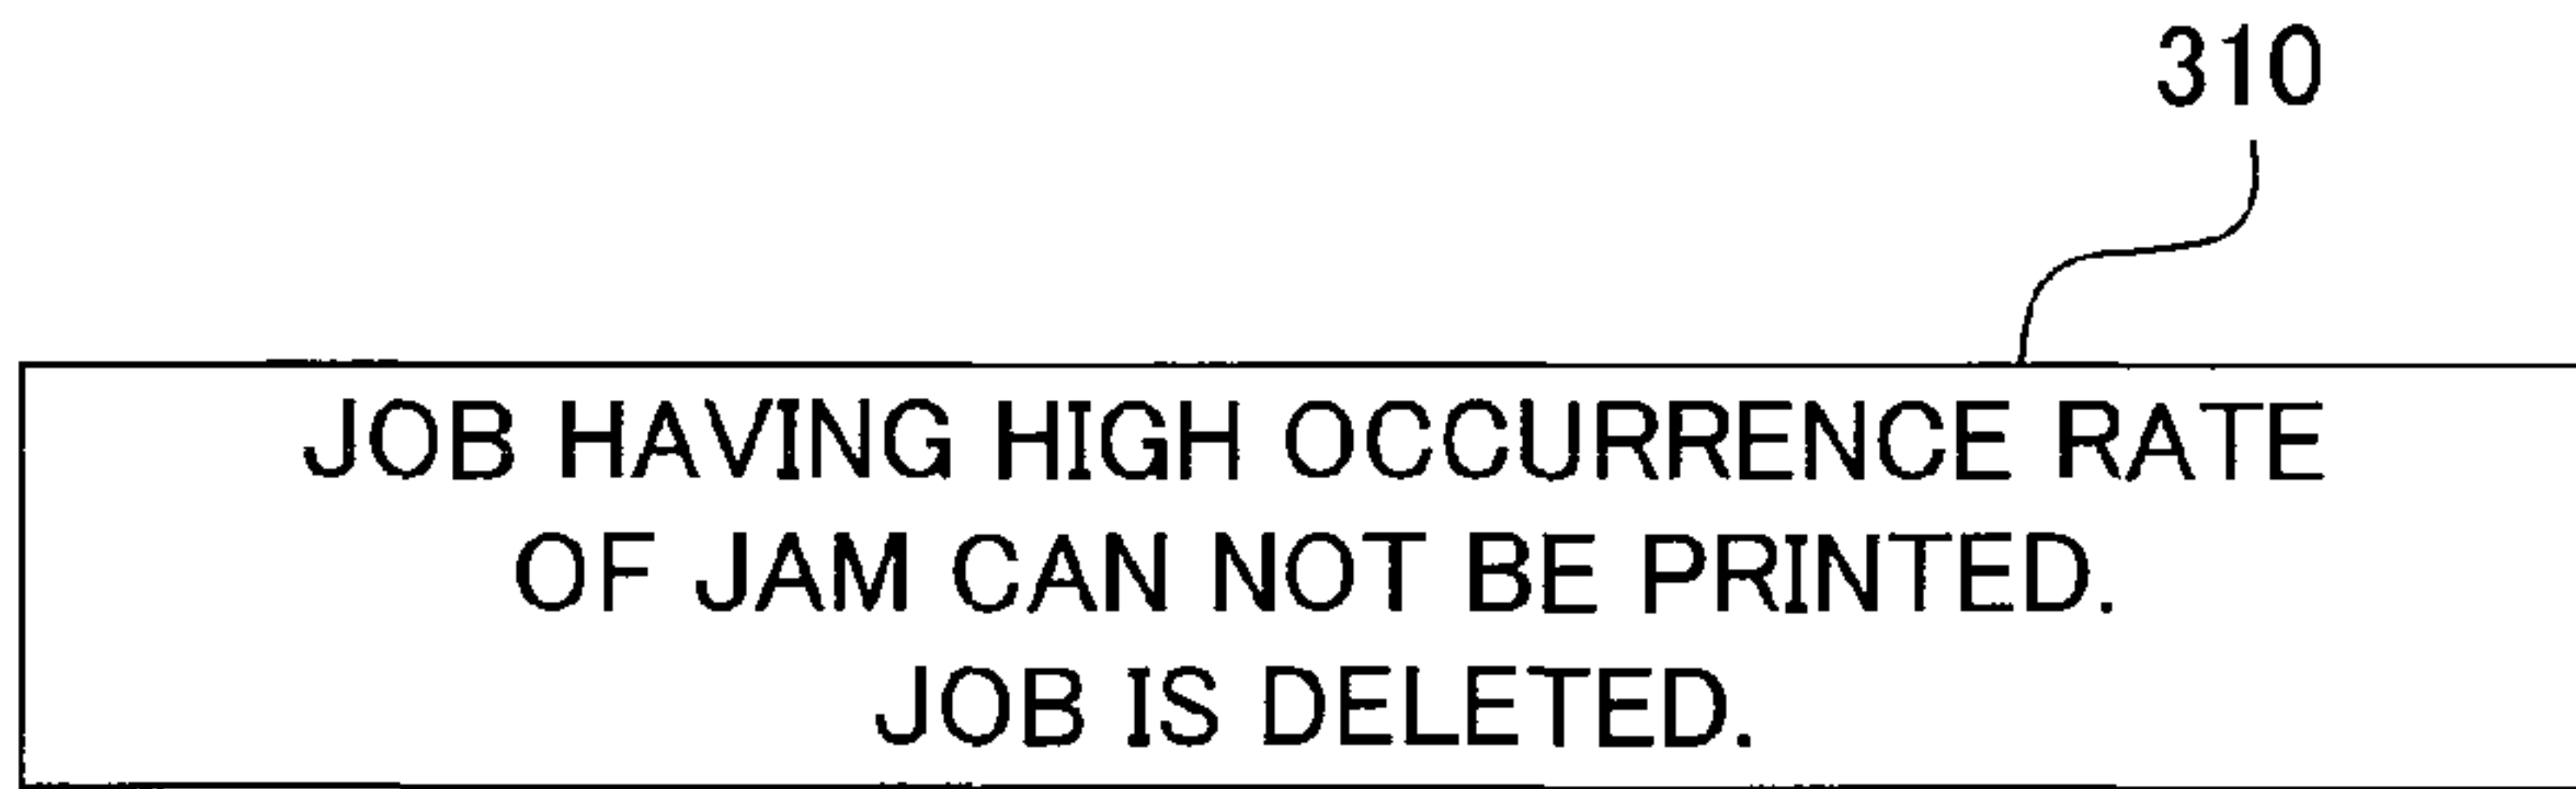 310
JOB HAVING HIGH OCCURRENCE RATE
OF JAM CAN NOT BE PRINTED.
JOB IS DELETED.